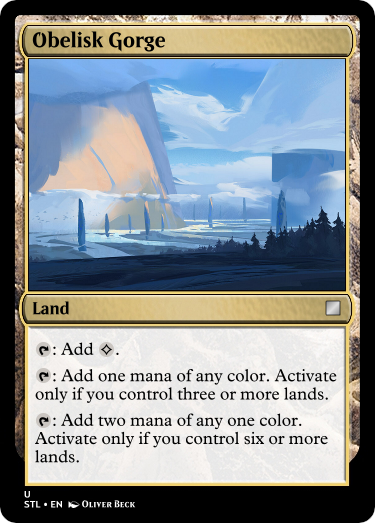 Obelisk Gorge
Land
: Add .
: Add one mana of any color. Activate
only if you control three or more lands.
: Add two mana of any one color.
Activate only if you control six or more
lands.
U
STL • EN Oliver Beck